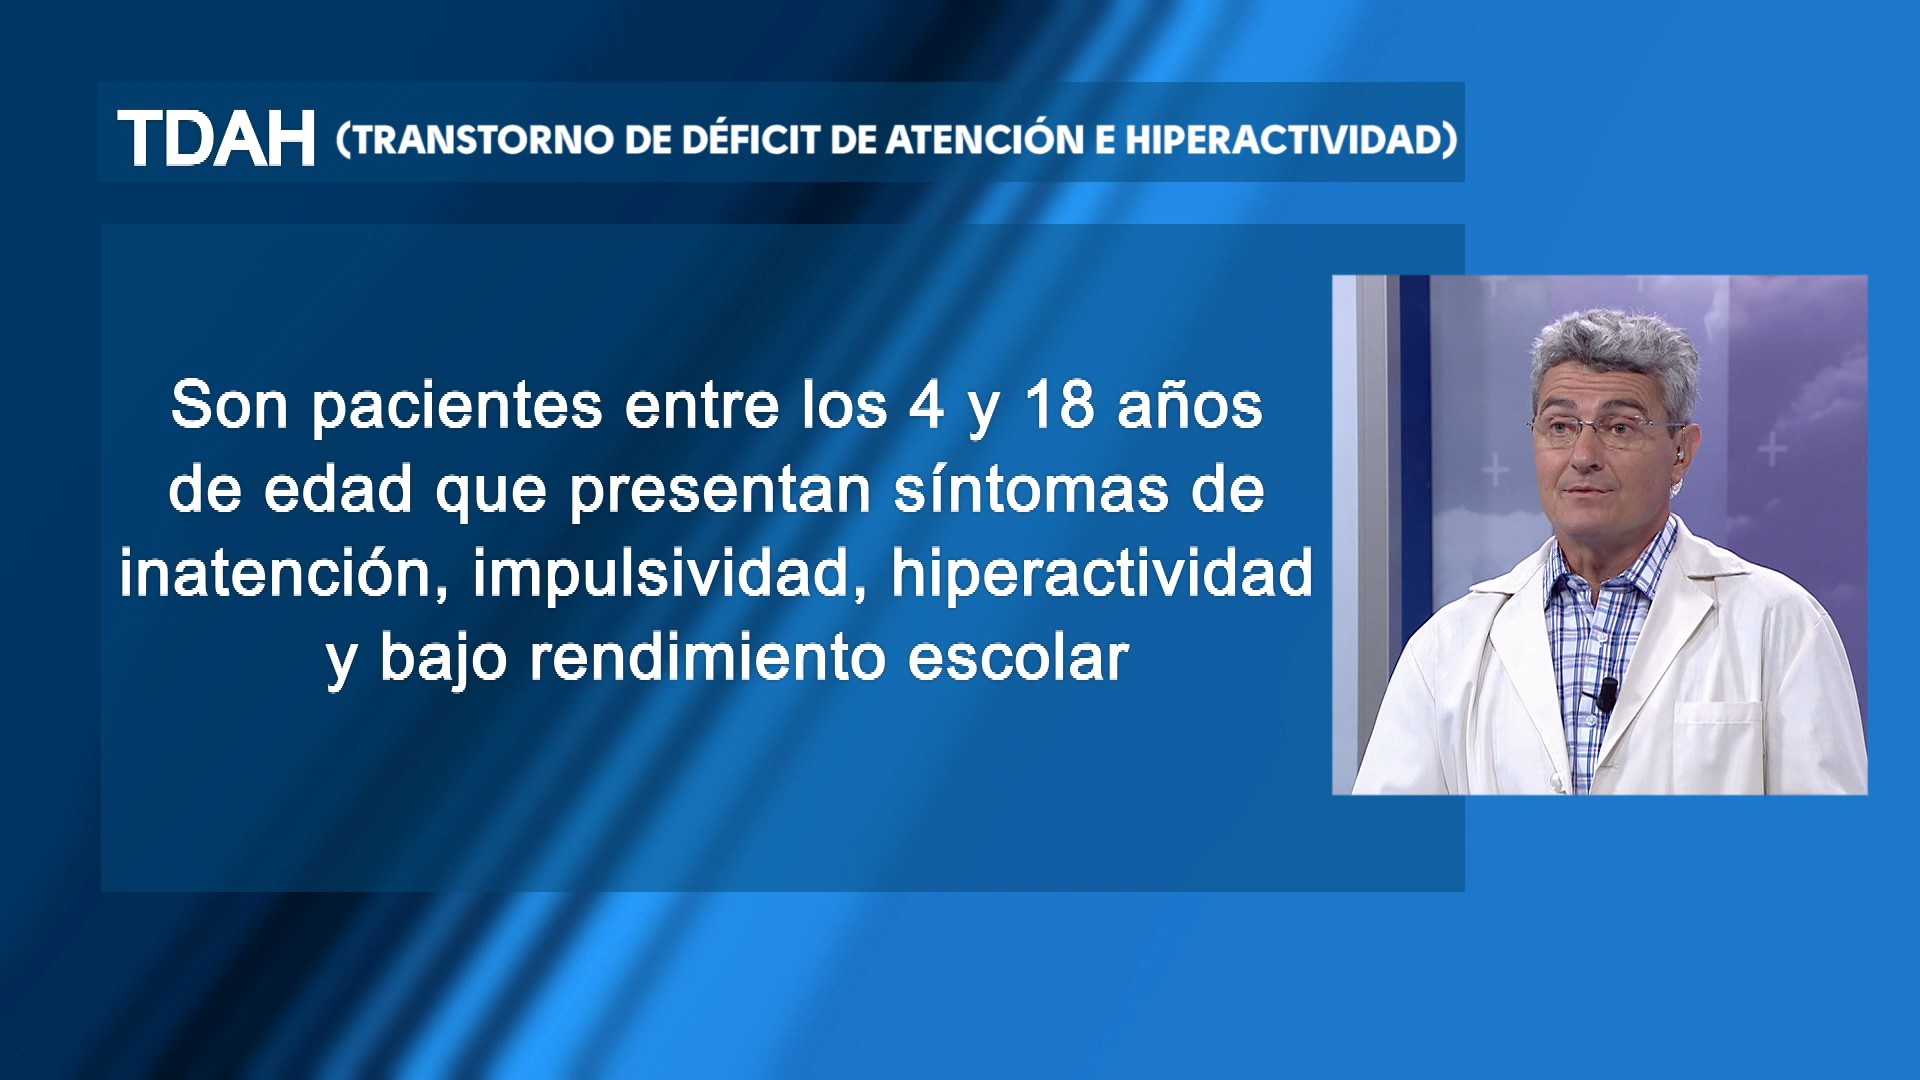 TDAH (TRANSTORNO DE DÉFICIT DE ATENCIÓN E HIPERACTIVIDAD)
Son pacientes entre los 4 y 18 años
de edad que presentan síntomas de
inatención, impulsividad, hiperactividad
y bajo rendimiento escolar